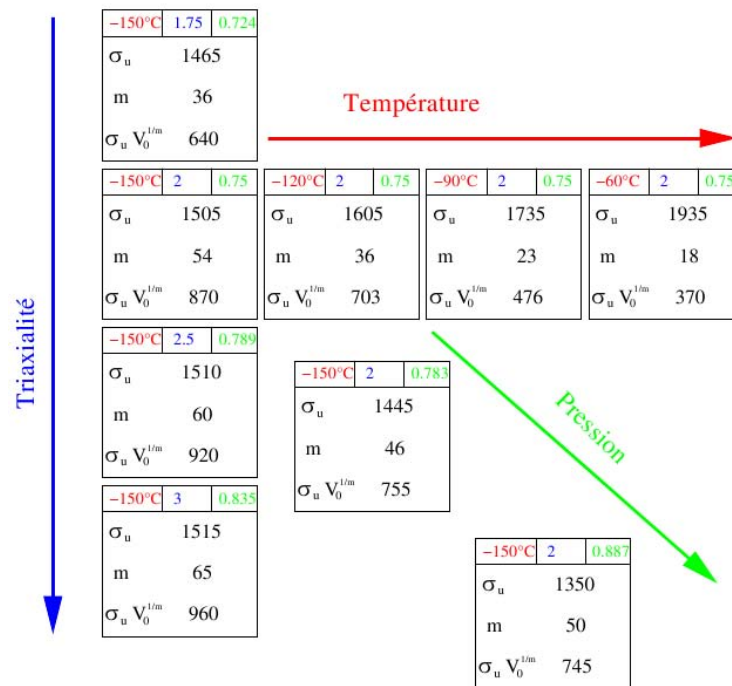 −150°C 1.75 0.724
σu 1465
m 36
σu V0^1/m 640
Température
−150°C 2 0.75
σu 1505
m 54
σu V0^1/m 870
−120°C 2 0.75
σu 1605
m 36
σu V0^1/m 703
−90°C 2 0.75
σu 1735
m 23
σu V0^1/m 476
−60°C 2 0.75
σu 1935
m 18
σu V0^1/m 370
Triaxialité
−150°C 2.5 0.789
σu 1510
m 60
σu V0^1/m 920
−150°C 2 0.783
σu 1445
m 46
σu V0^1/m 755
Pression
−150°C 3 0.835
σu 1515
m 65
σu V0^1/m 960
−150°C 2 0.887
σu 1350
m 50
σu V0^1/m 745